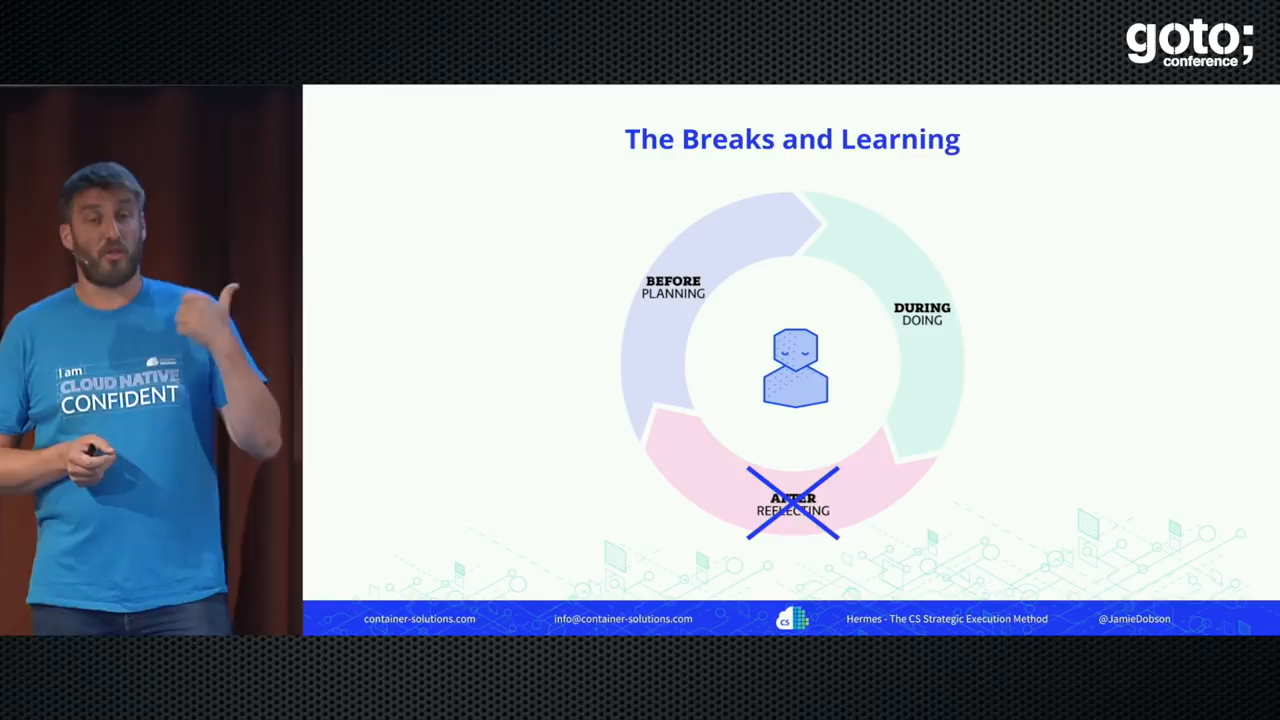 goto;
conference
The Breaks and Learning
BEFORE
PLANNING
DURING
DOING
AFTER
REFLECTING
I am
CLOUD NATIVE
CONFIDENT
container-solutions.com
info@container-solutions.com
CS
Hermes - The CS Strategic Execution Method
@JamieDobson